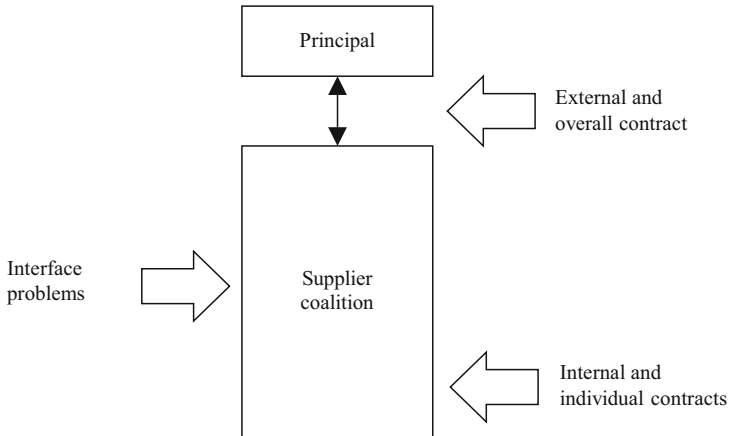 Principal
External and
overall contract
Interface
problems
Supplier
coalition
Internal and
individual contracts